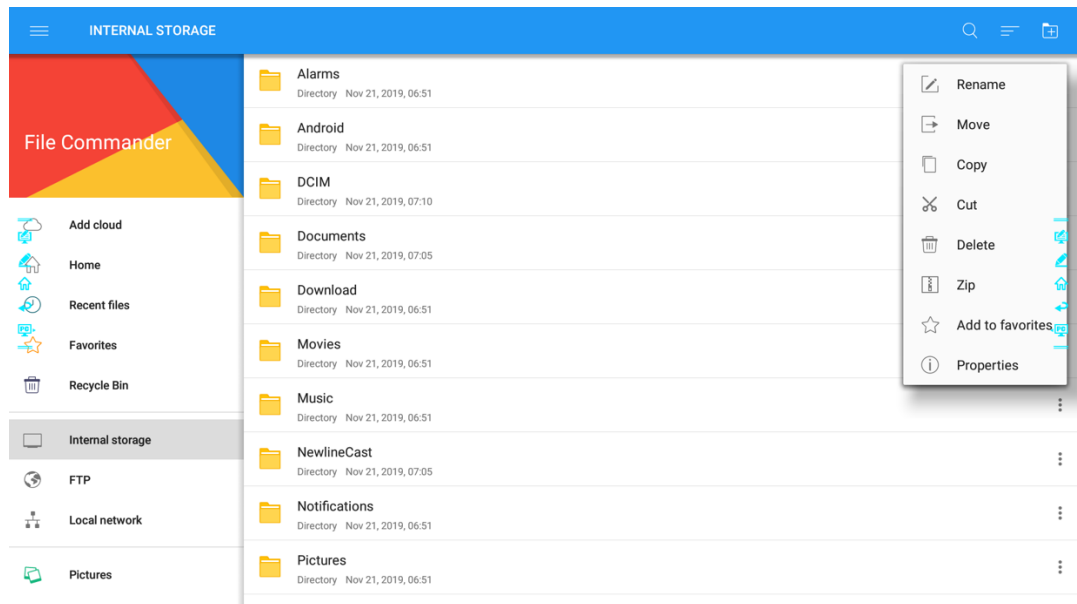 INTERNAL STORAGE
File Commander
Add cloud
Home
Recent files
Favorites
Recycle Bin
Internal storage
FTP
Local network
Pictures
Alarms
Directory Nov 21, 2019, 06:51
Android
Directory Nov 21, 2019, 06:51
DCIM
Directory Nov 21, 2019, 07:10
Documents
Directory Nov 21, 2019, 07:05
Download
Directory Nov 21, 2019, 06:51
Movies
Directory Nov 21, 2019, 06:51
Music
Directory Nov 21, 2019, 06:51
NewlineCast
Directory Nov 21, 2019, 07:05
Notifications
Directory Nov 21, 2019, 06:51
Pictures
Directory Nov 21, 2019, 06:51
Rename
Move
Copy
Cut
Delete
Zip
Add to favorites
Properties